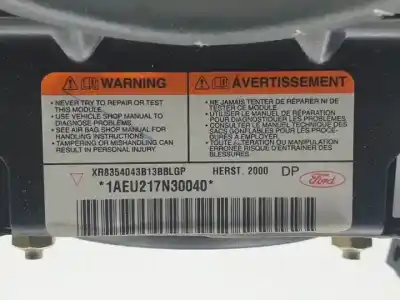 WARNING
• NEVER TRY TO REPAIR OR TEST
THIS MODULE.
• USE VEHICLE SHOP MANUAL TO
DIAGNOSE PROBLEMS.
• SEE AIR BAG SHOP MANUAL FOR
HANDLING INSTRUCTIONS.
• TAMPERING OR MISHANDLING CAN
RESULT IN PERSONAL INJURY.
AVERTISSEMENT
• NE JAMAIS TENTER DE RÉPARER NI DE
TESTER CE MODULE.
• UTILISER LE MANUEL DE RÉPARATION
POUR DIAGNOSTIQUER LES PROBLÈMES.
• CONSULTER LE MANUEL TECHNIQUE DES
SACS GONFLABLES POUR LES PROCÉ-
DURES À EMPLOYER.
• TOUTE ALTÉRATION OU MANIPULATION
ERRONÉE RISQUE D'ENTRAÎNER DES
BLESSURES.
XR8354043B13BBLGP HERST. 2000 DP
*1AEU217N30040*
Ford